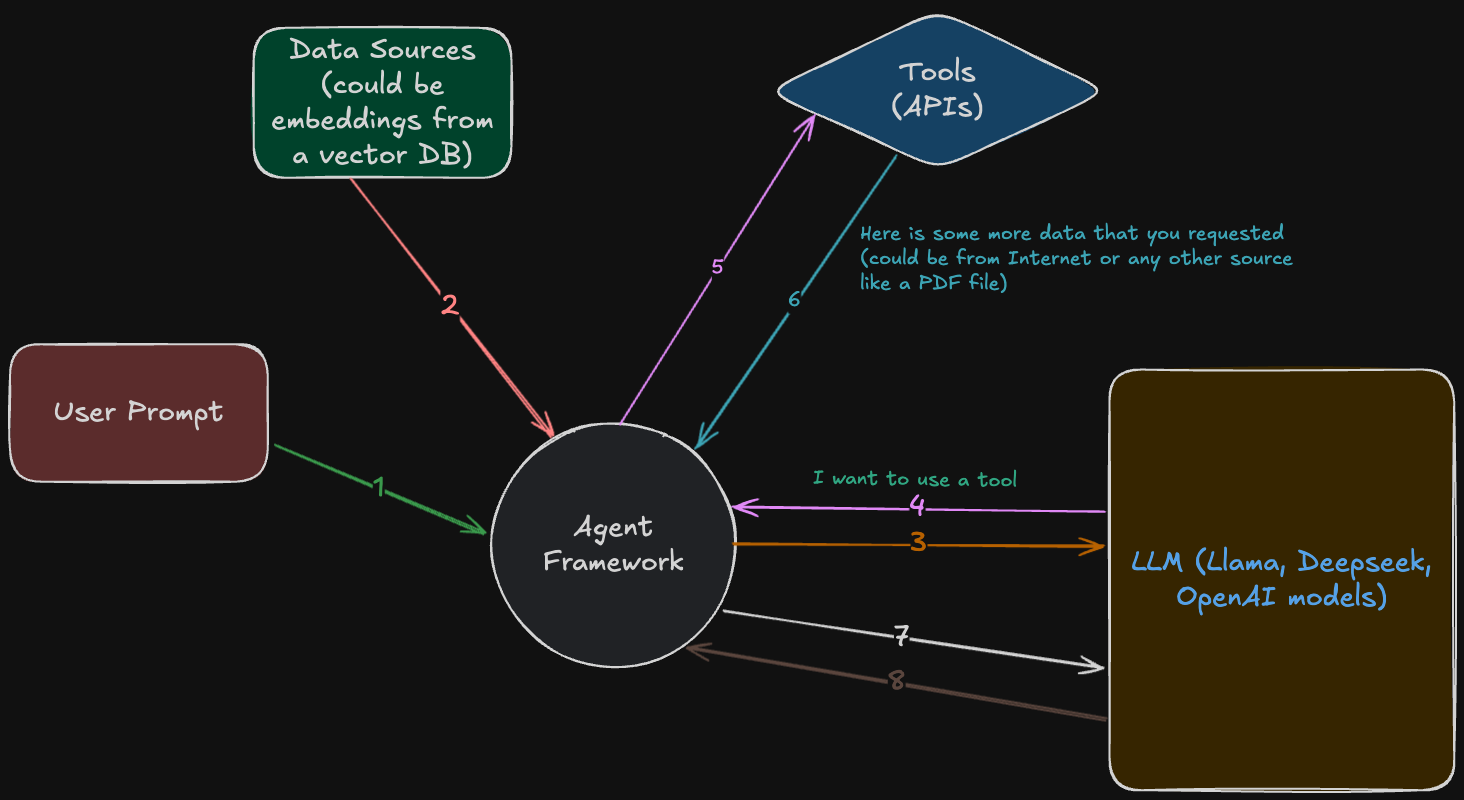 Data Sources
(could be
embeddings from
a vector DB)
Tools
(APIs)
Here is some more data that you requested
(could be from Internet or any other source
like a PDF file)
5
6
2
User Prompt
1
I want to use a tool
4
3
Agent
Framework
LLM (Llama, Deepseek,
OpenAI models)
7
8